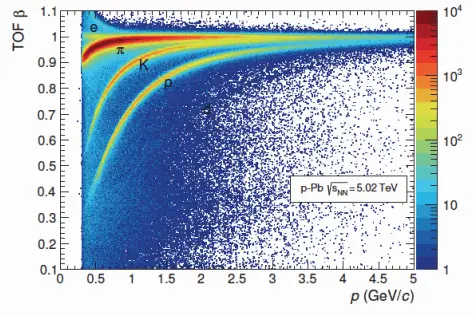 TOF β
1.1
1
0.9
0.8
0.7
0.6
0.5
0.4
0.3
0.2
0.1
e
π
K
p
d
p-Pb √sNN = 5.02 TeV
0 0.5 1 1.5 2 2.5 3 3.5 4 4.5 5
p (GeV/c)
10⁴
10³
10²
10
1